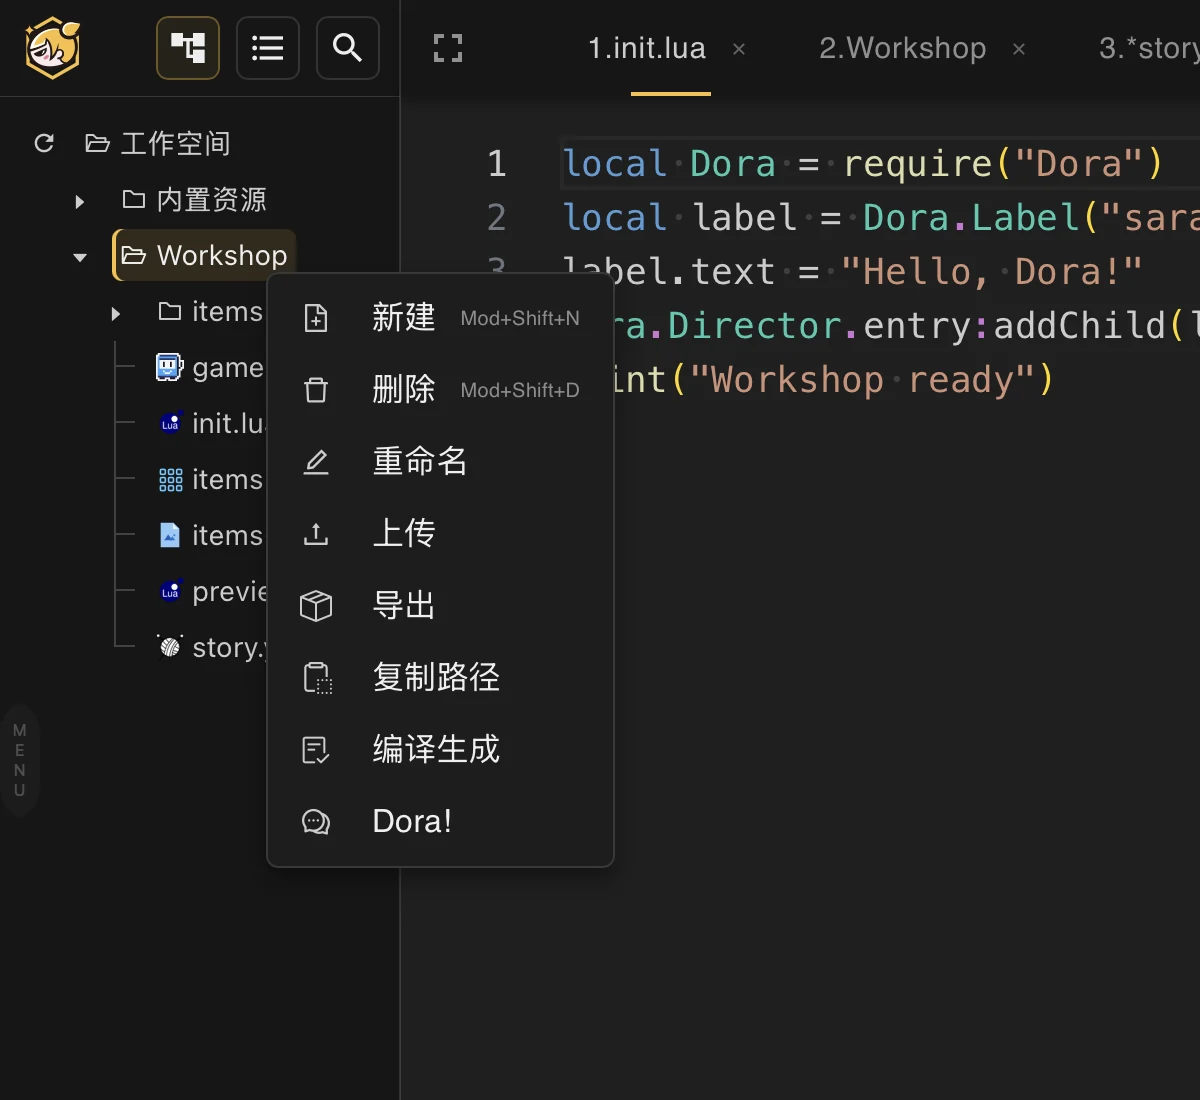 1.init.lua
2.Workshop
3.*story
工作空间
内置资源
Workshop
items
game
init.lu
items
items
previe
story.
MENU
新建 Mod+Shift+N
删除 Mod+Shift+D
重命名
上传
导出
复制路径
编译生成
Dora!
1 local Dora = require("Dora")
2 local label = Dora.Label("sara
3 label.text = "Hello, Dora!"
ra.Director.entry:addChild(l
int("Workshop ready")